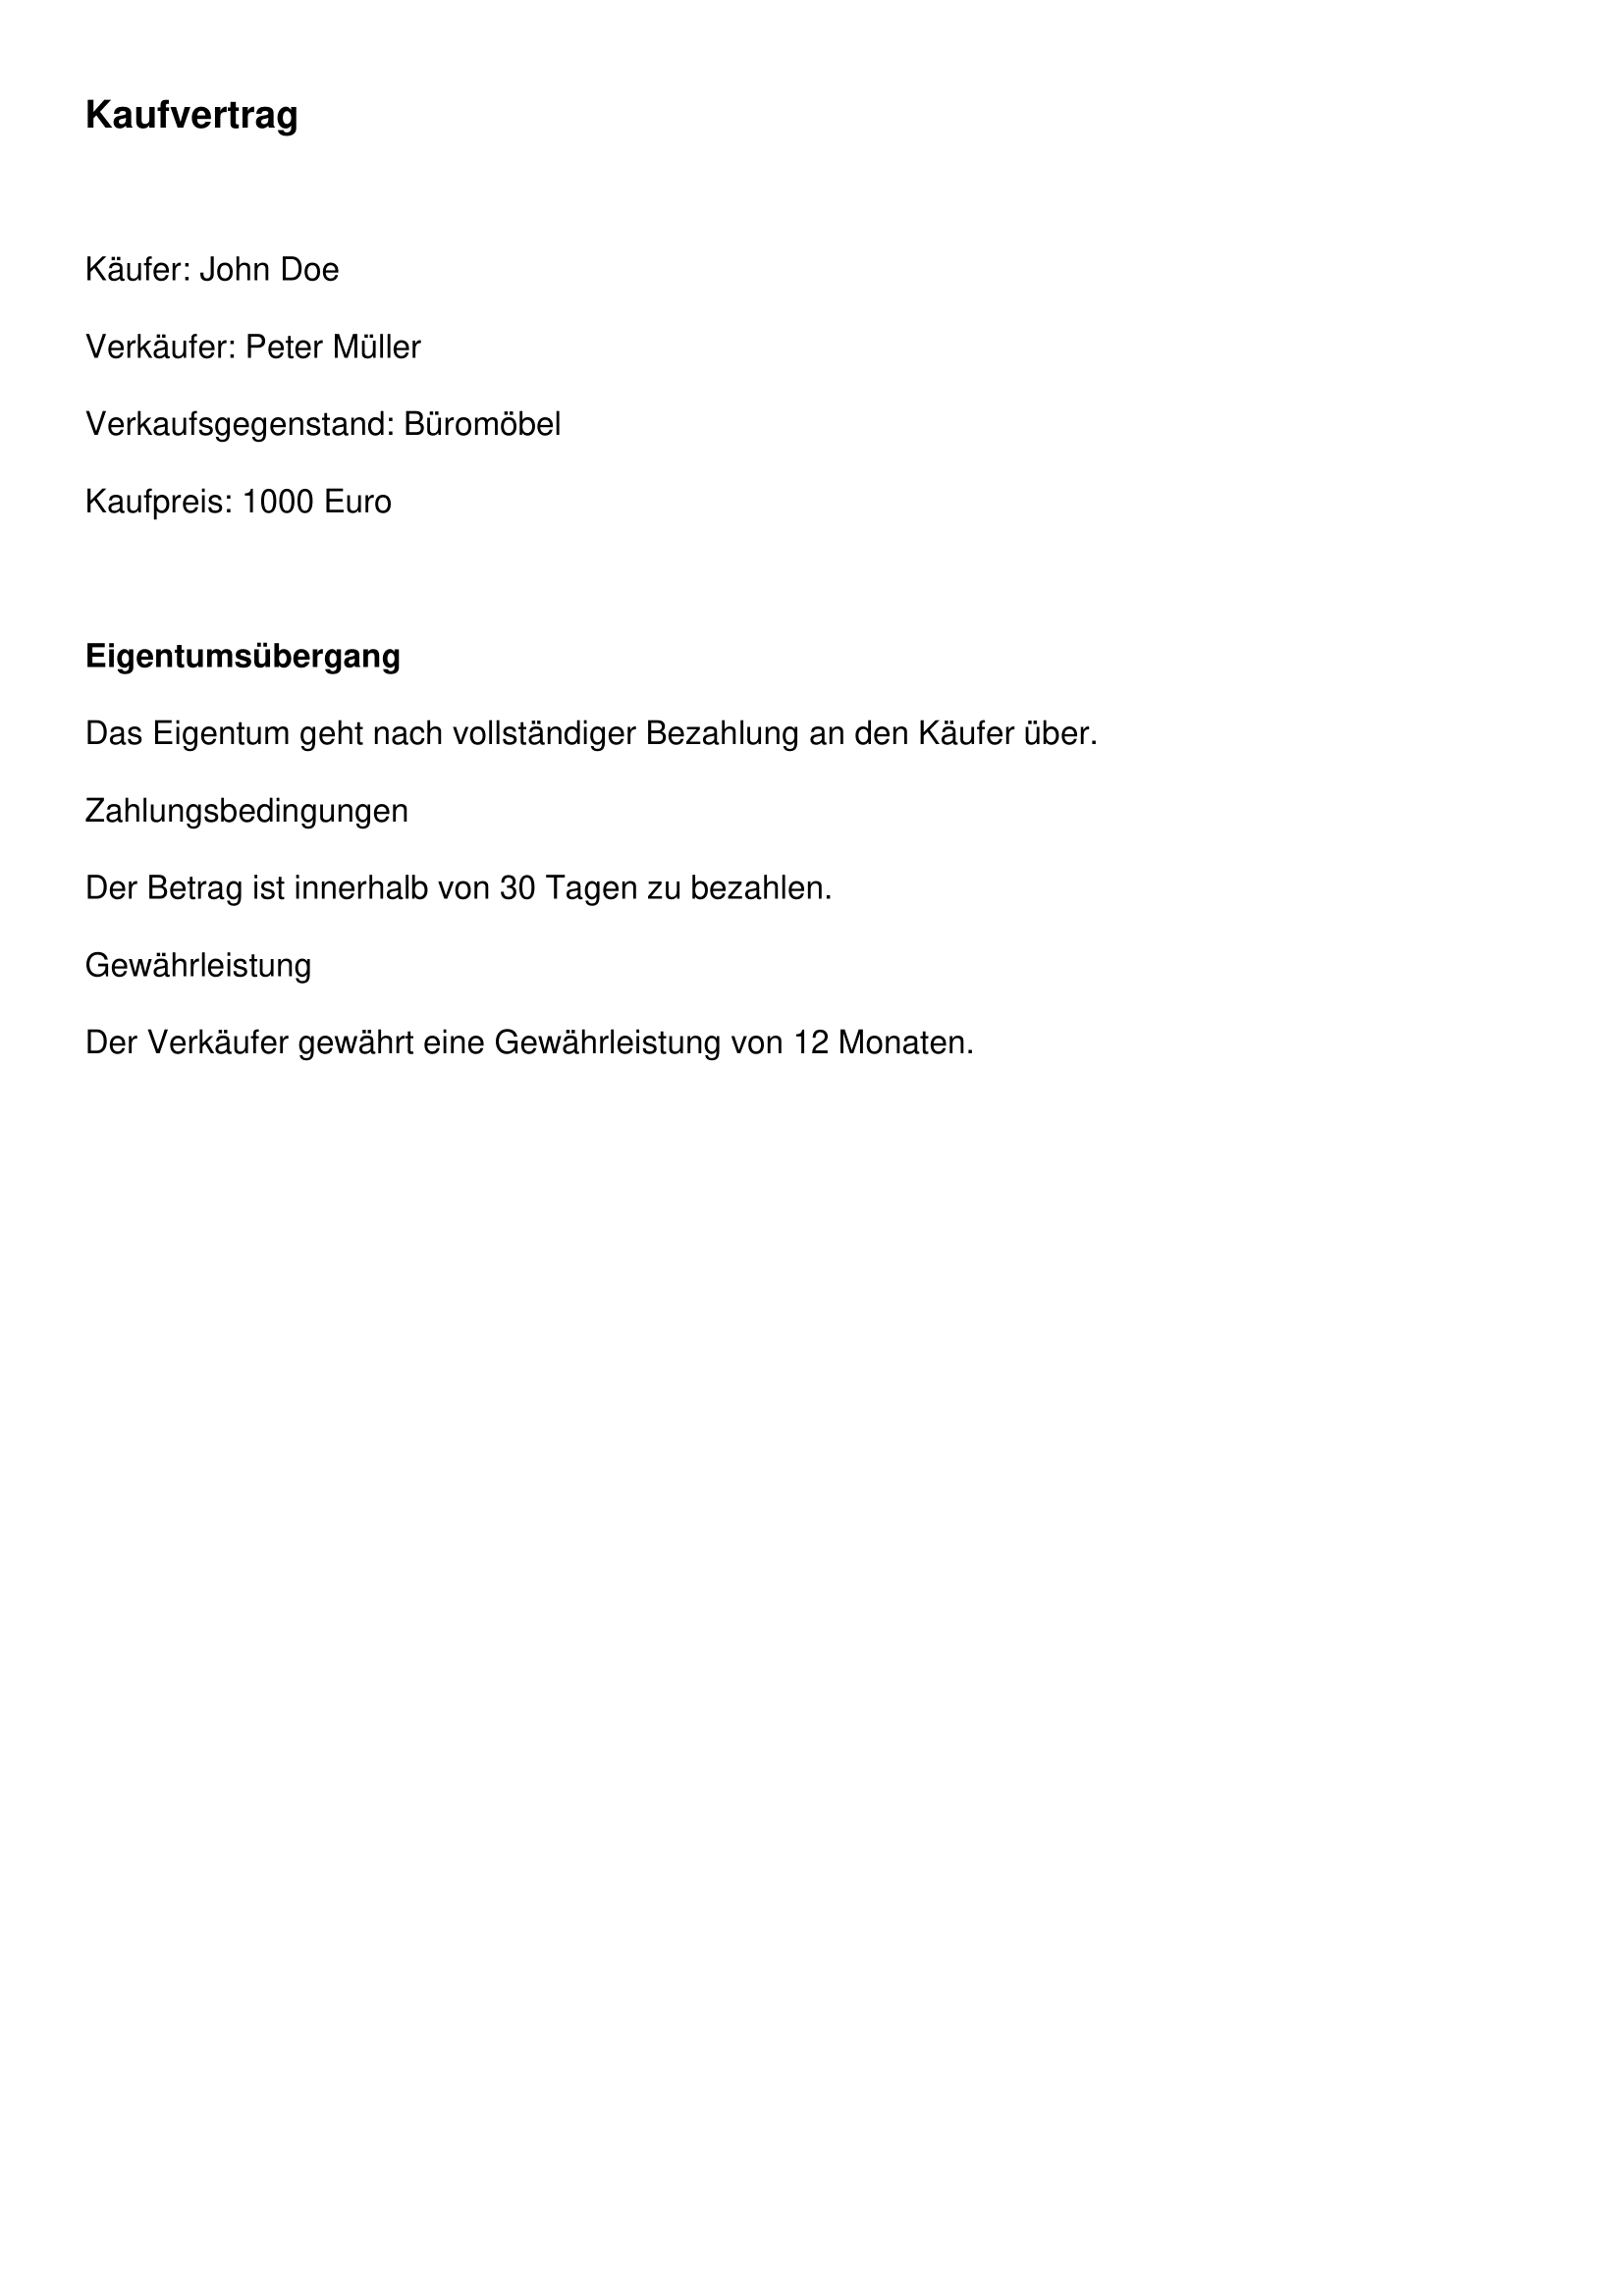 Kaufvertrag
Käufer: John Doe
Verkäufer: Peter Müller
Verkaufsgegenstand: Büromöbel
Kaufpreis: 1000 Euro
Eigentumsübergang
Das Eigentum geht nach vollständiger Bezahlung an den Käufer über.
Zahlungsbedingungen
Der Betrag ist innerhalb von 30 Tagen zu bezahlen.
Gewährleistung
Der Verkäufer gewährt eine Gewährleistung von 12 Monaten.